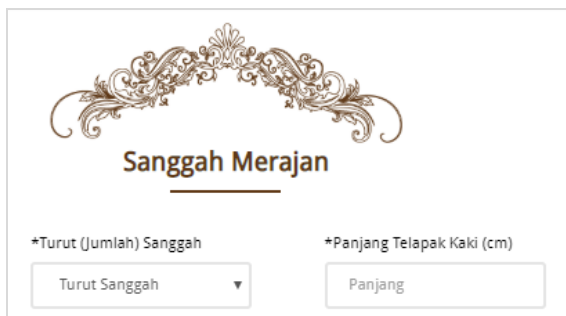 Sanggah Merajan
*Turut (Jumlah) Sanggah
*Panjang Telapak Kaki (cm)
Turut Sanggah
Panjang